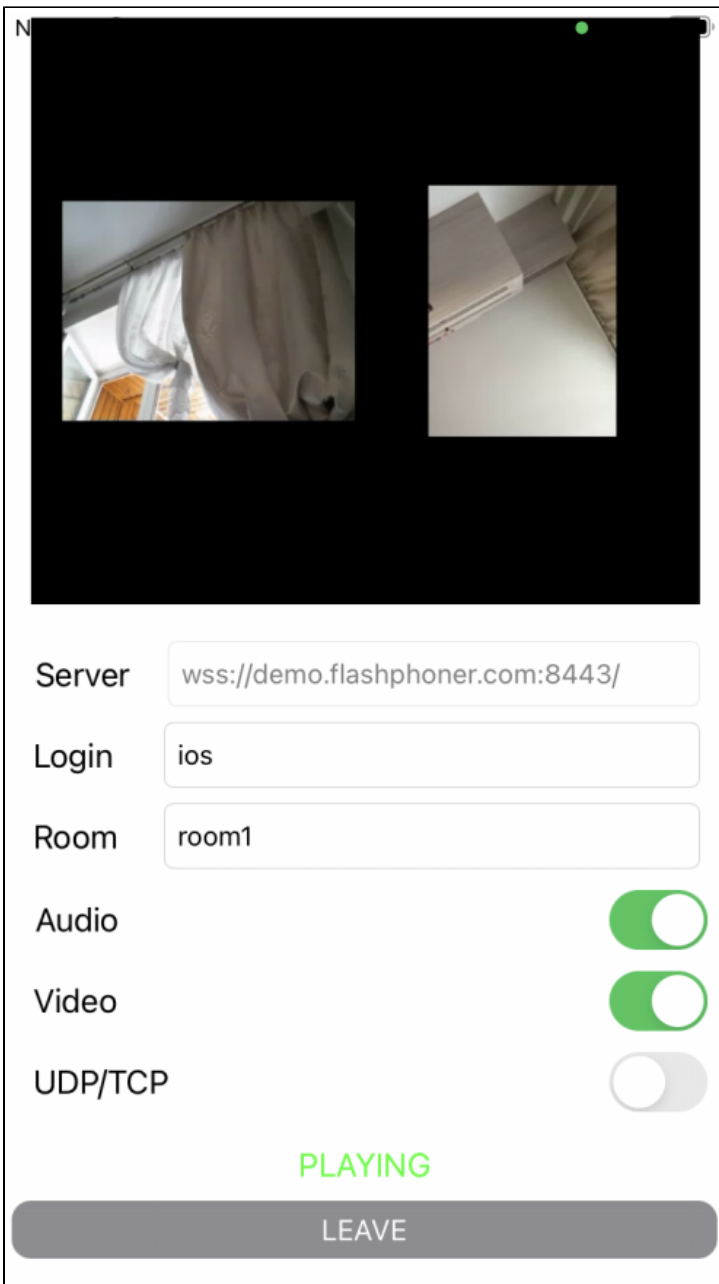 Server wss://demo.flashphoner.com:8443/
Login ios
Room room1
Audio
Video
UDP/TCP
PLAYING
LEAVE